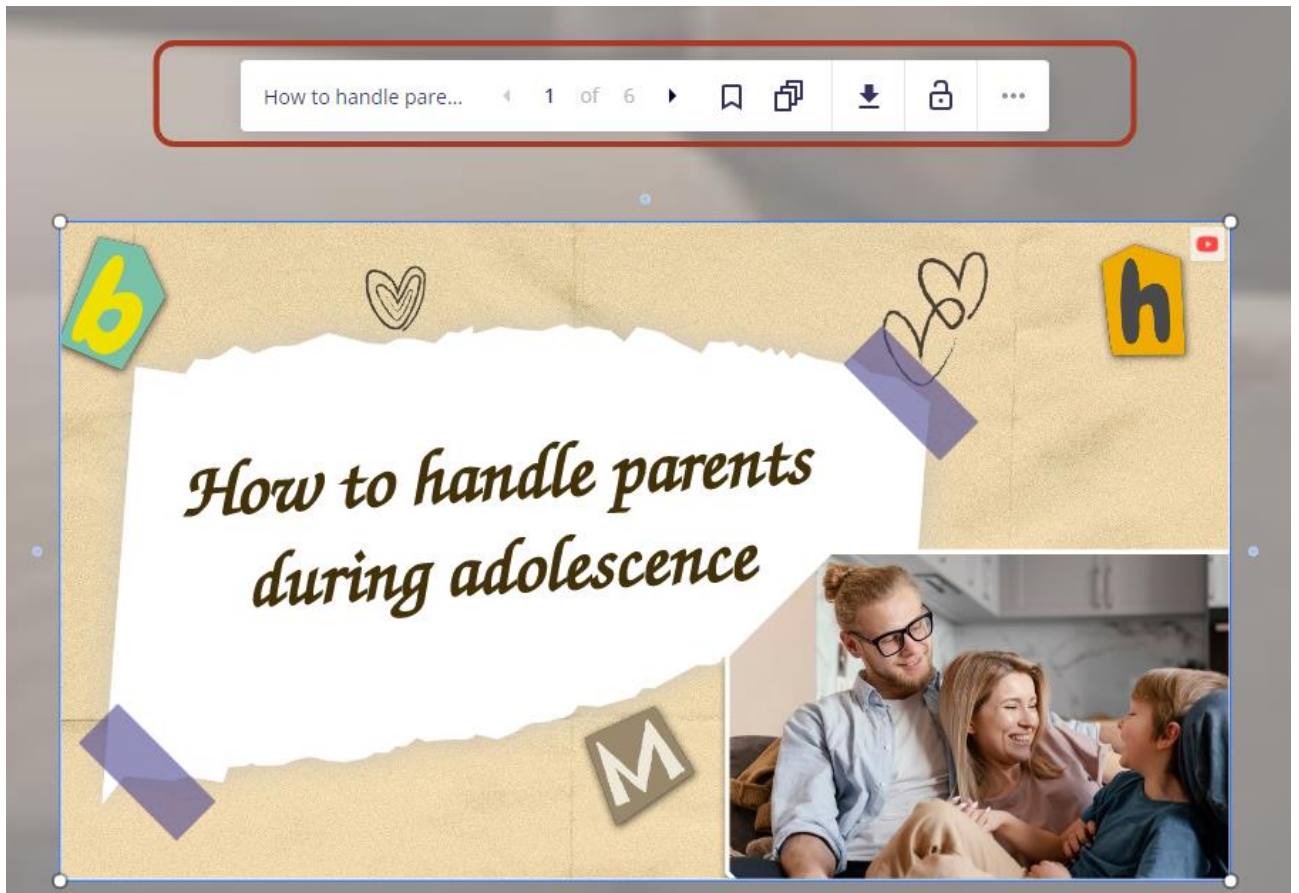 How to handle pare... 1 of 6
b
h
How to handle parents
during adolescence
M